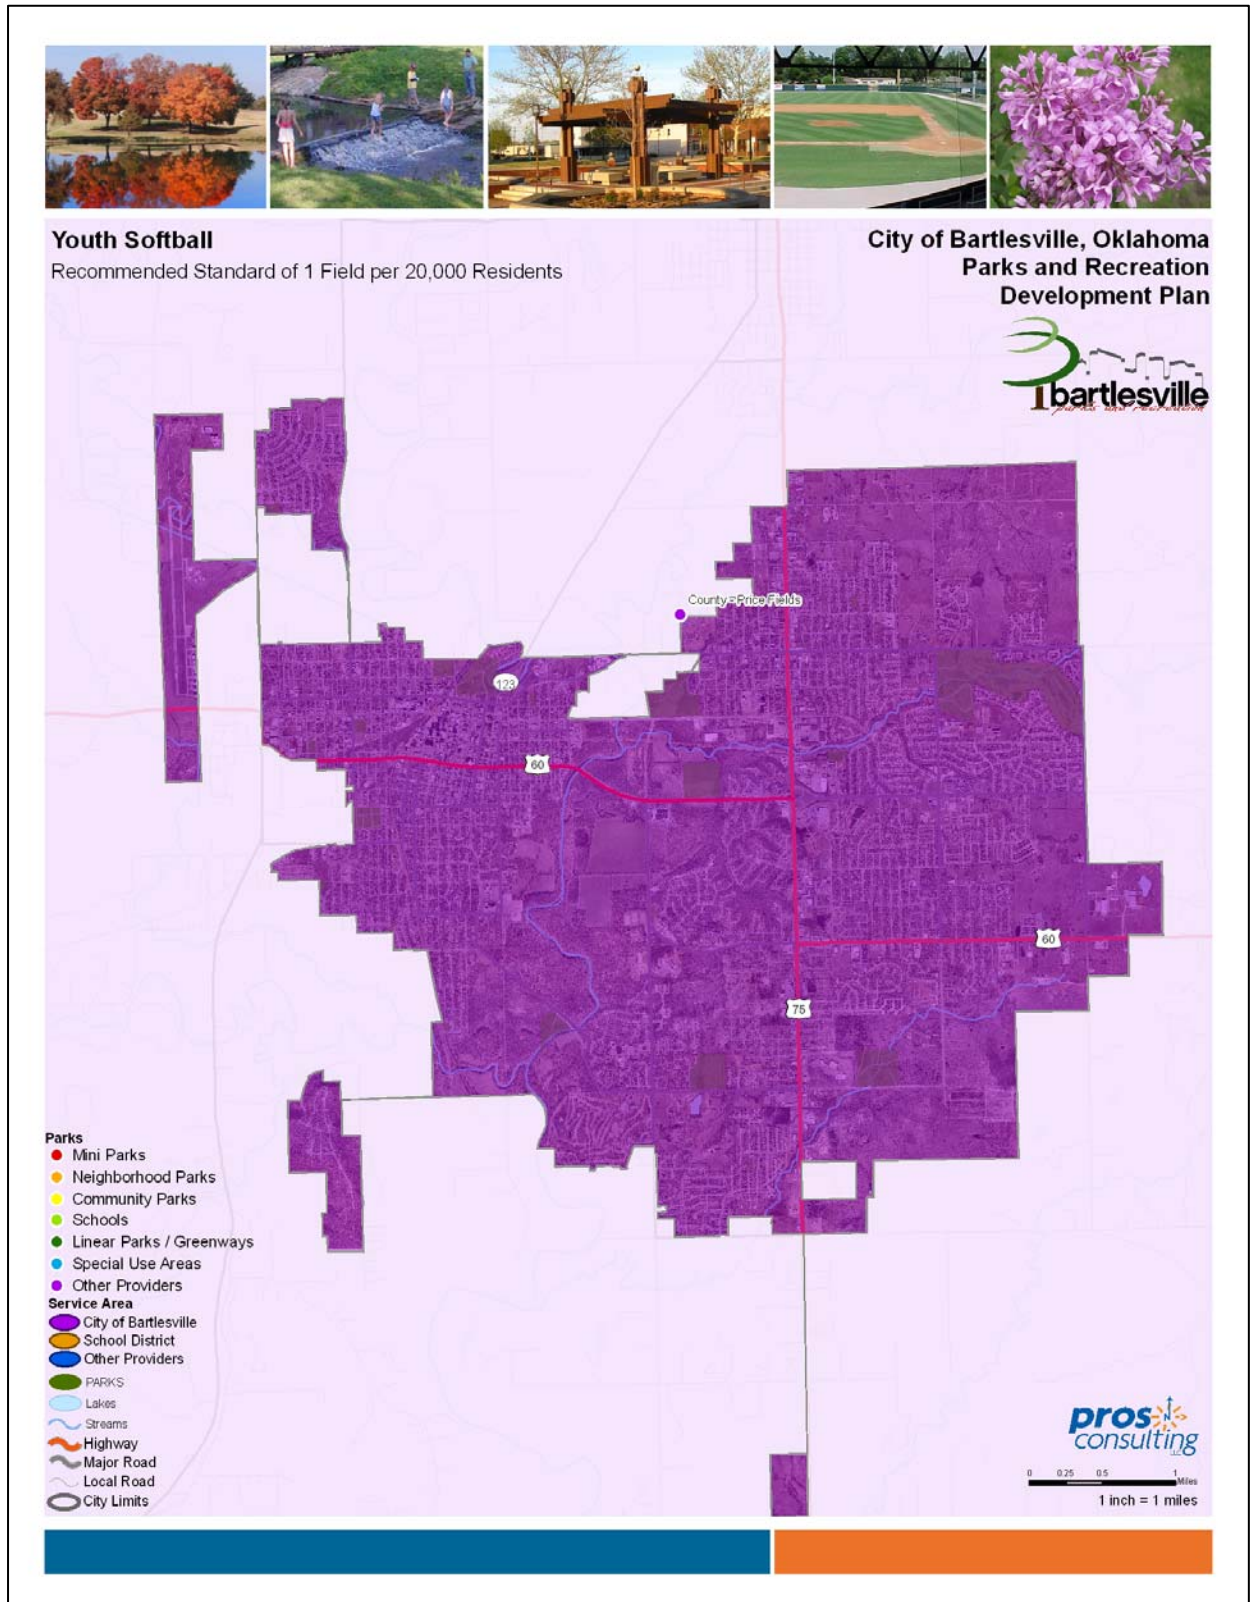 Youth Softball
Recommended Standard of 1 Field per 20,000 Residents
City of Bartlesville, Oklahoma
Parks and Recreation
Development Plan
bartlesville
parks and recreation
County - Price Fields
123
60
60
75
Parks
Mini Parks
Neighborhood Parks
Community Parks
Schools
Linear Parks / Greenways
Special Use Areas
Other Providers
Service Area
City of Bartlesville
School District
Other Providers
PARKS
Lakes
Streams
Highway
Major Road
Local Road
City Limits
N
pros
consulting
LLC
0 0.25 0.5 1
Miles
1 inch = 1 miles